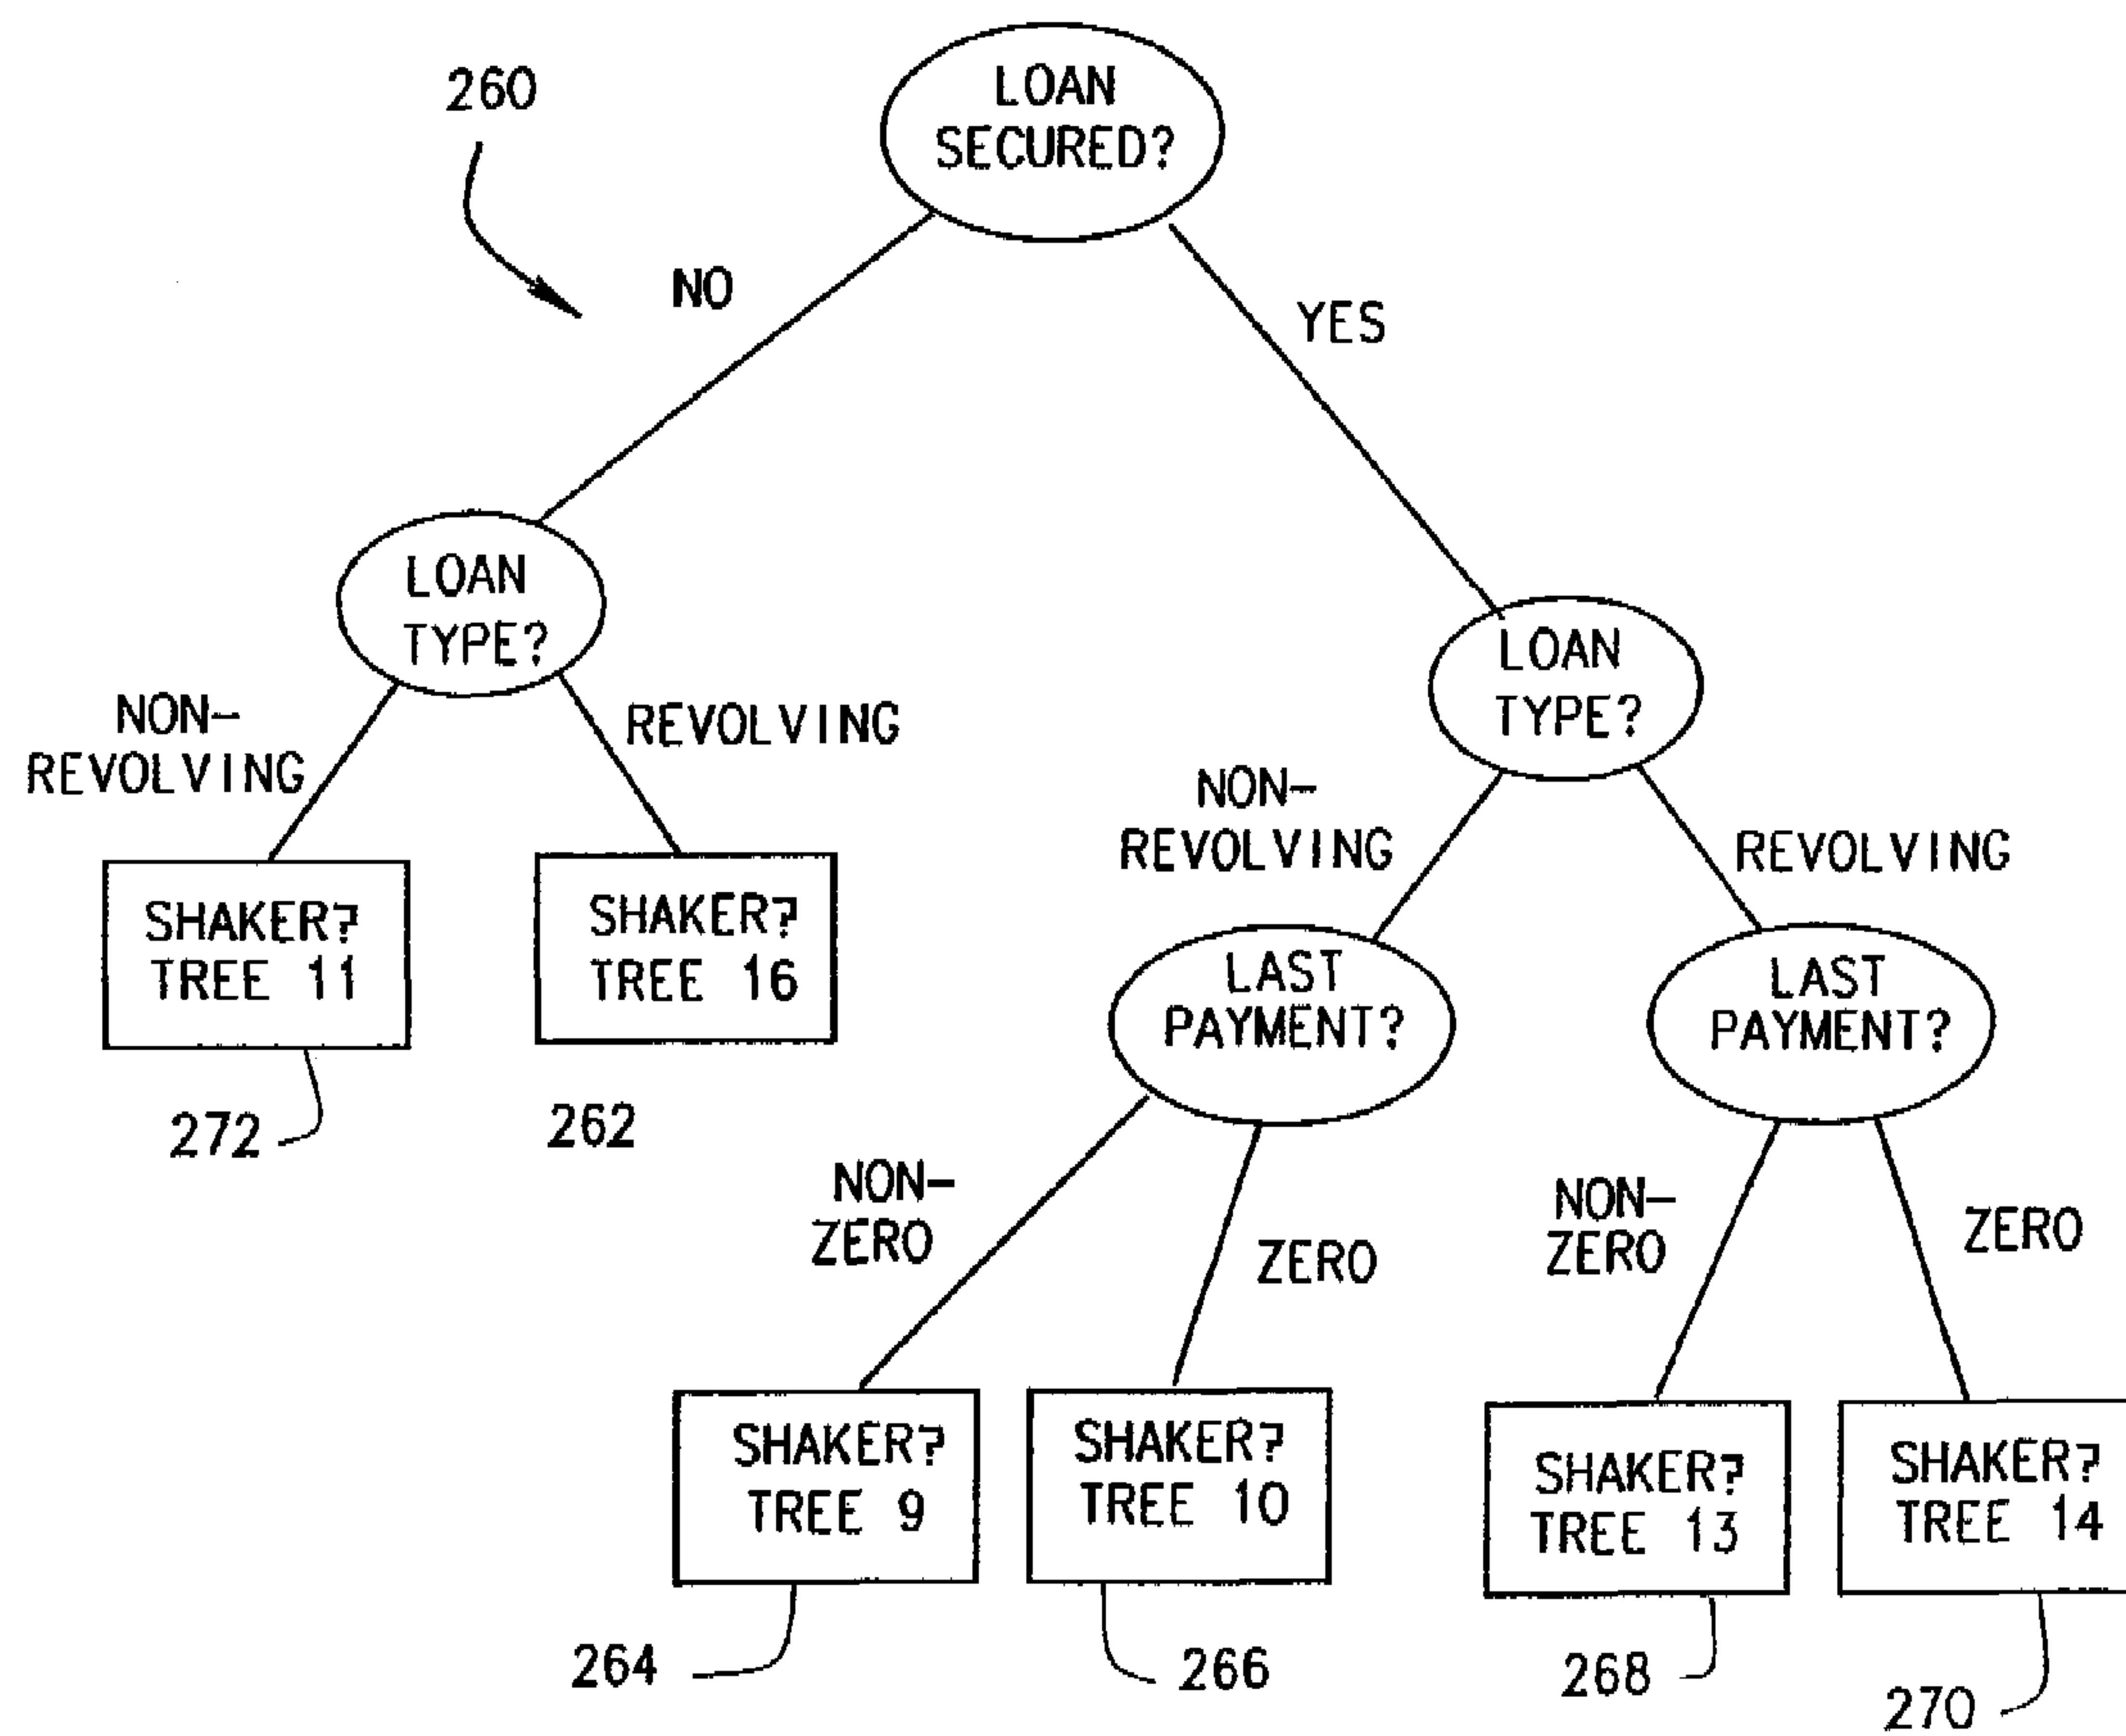 260
LOAN
SECURED?
NO
YES
LOAN
TYPE?
LOAN
TYPE?
NON-
REVOLVING
REVOLVING
NON-
REVOLVING
REVOLVING
SHAKER?
TREE 11
SHAKER?
TREE 16
LAST
PAYMENT?
LAST
PAYMENT?
272
262
NON-
ZERO
ZERO
NON-
ZERO
ZERO
SHAKER?
TREE 9
SHAKER?
TREE 10
SHAKER?
TREE 13
SHAKER?
TREE 14
264
266
268
270